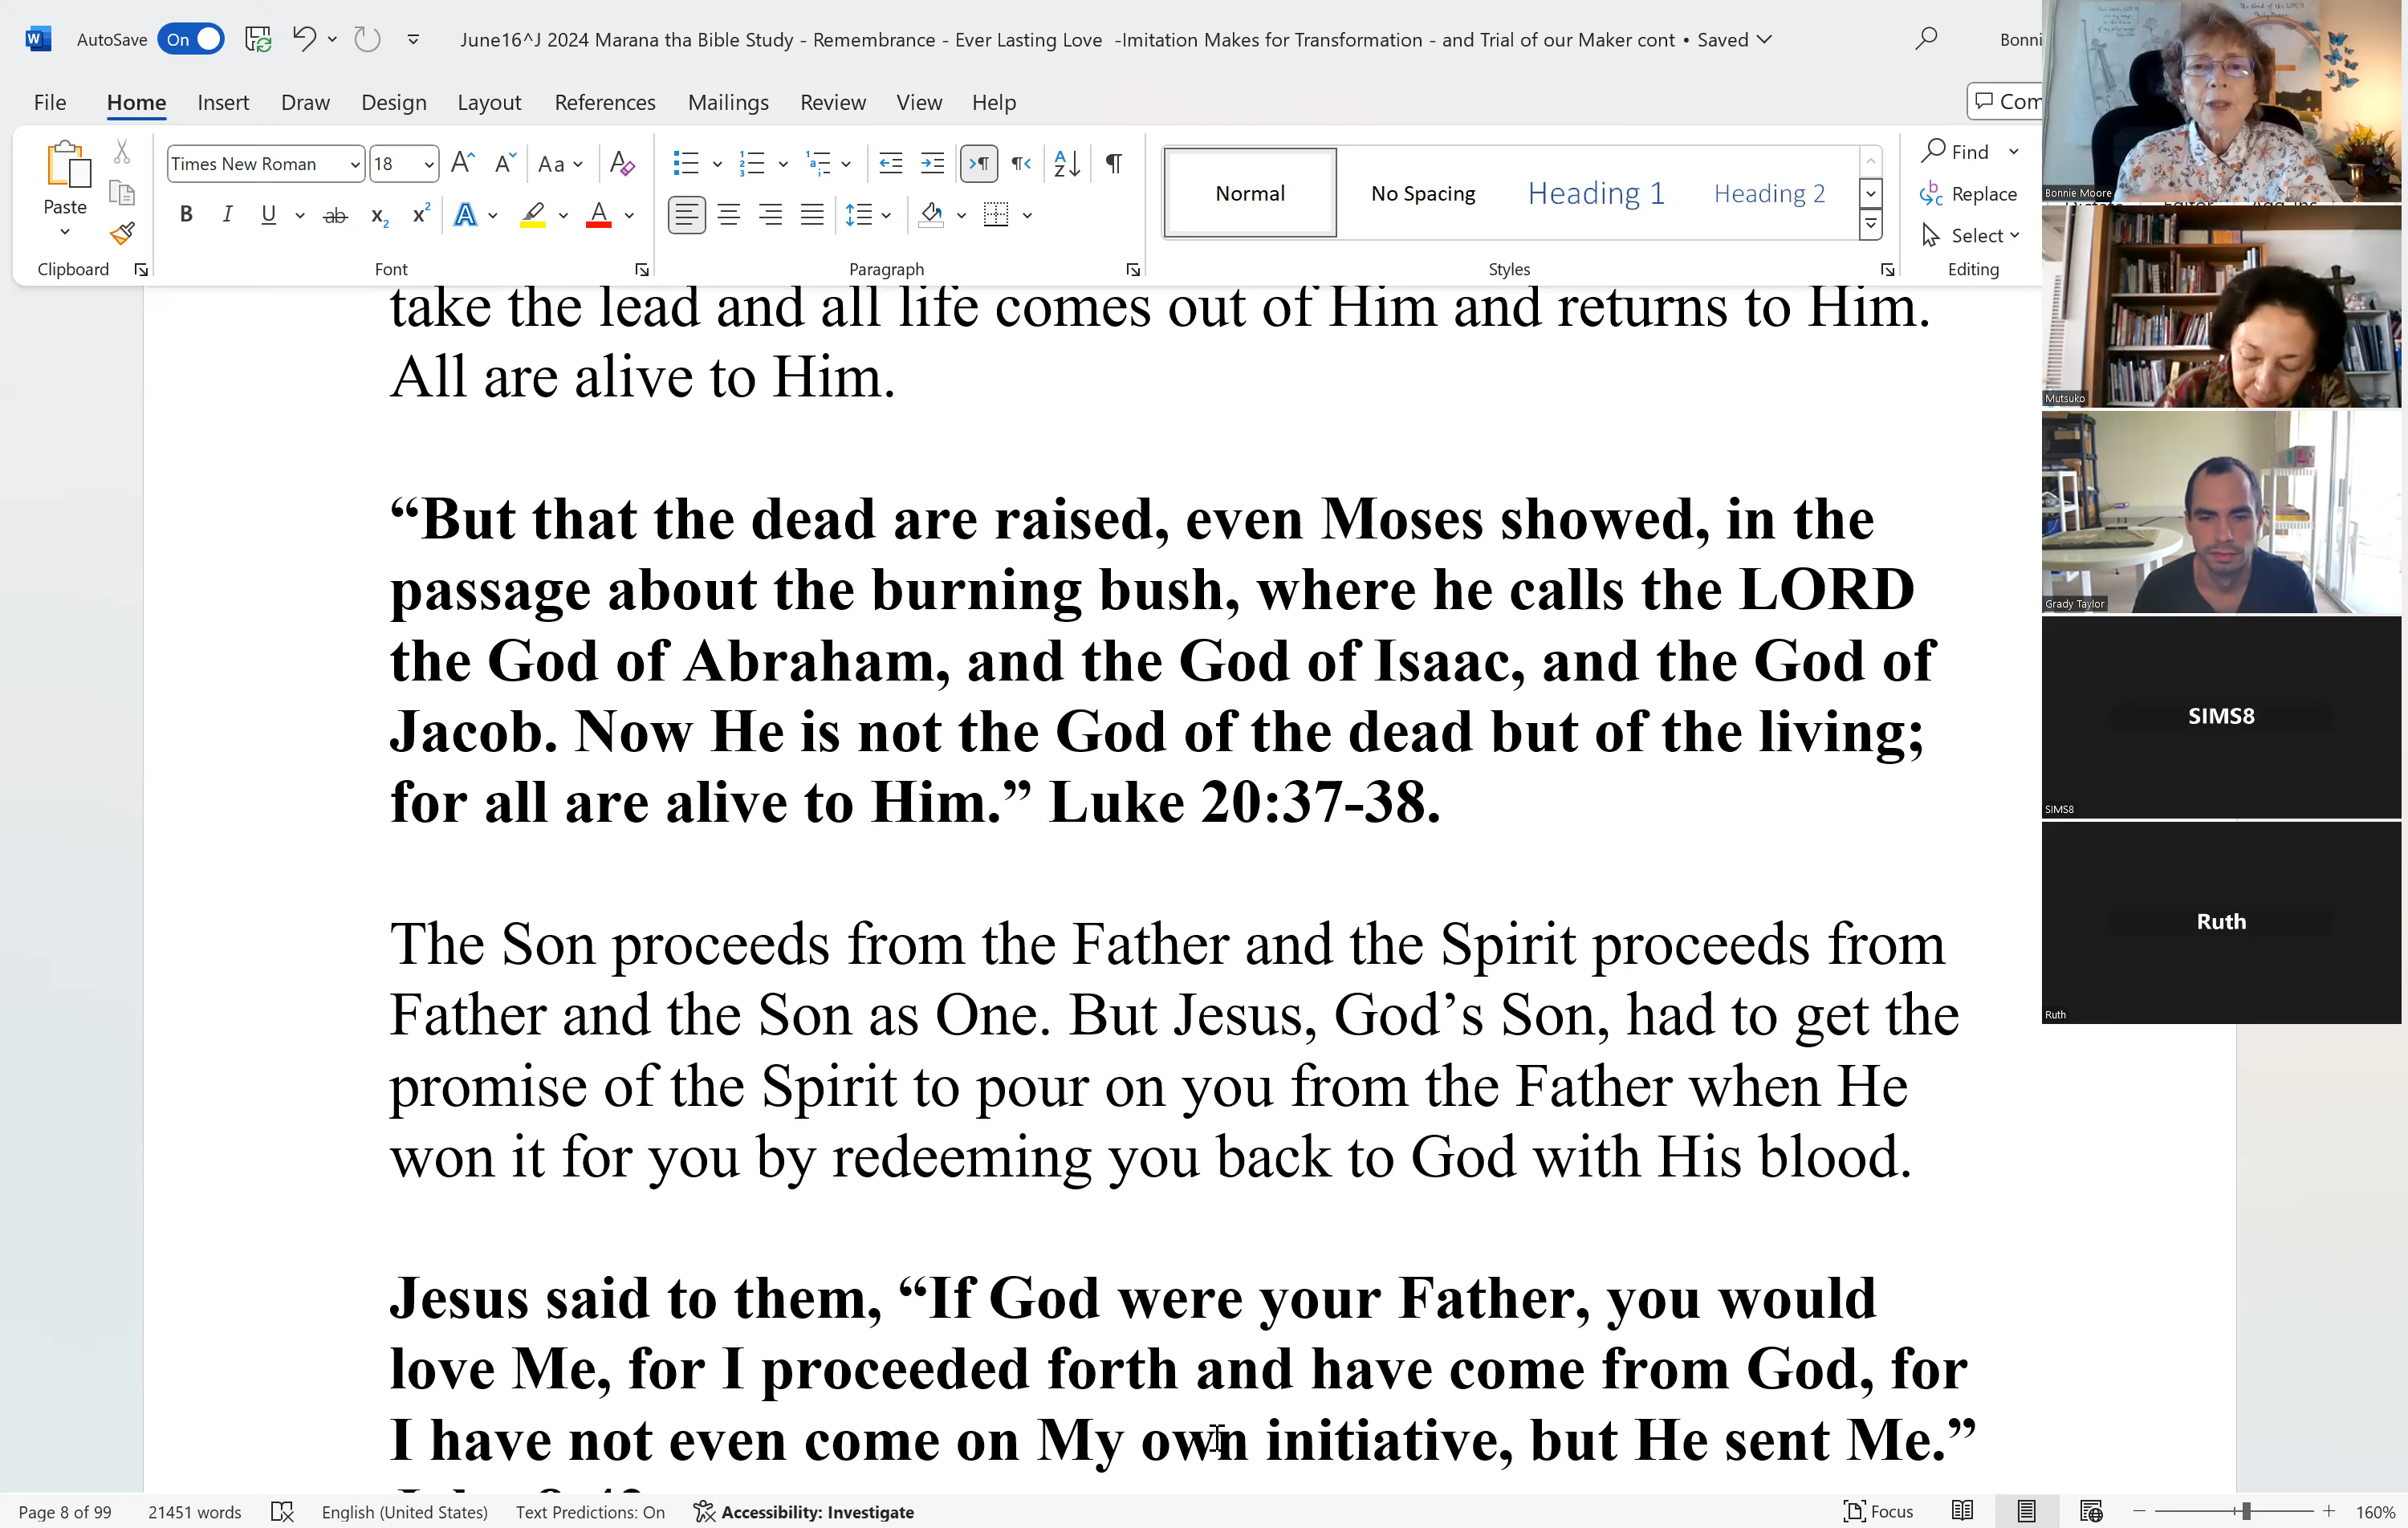 AutoSave On June16^J 2024 Marana tha Bible Study - Remembrance - Ever Lasting Love -Imitation Makes for Transformation - and Trial of our Maker cont • Saved Bonni
File Home Insert Draw Design Layout References Mailings Review View Help Com
Paste
Clipboard
Times New Roman 18
Aa
Font
Paragraph
Normal No Spacing Heading 1 Heading 2
Styles
Find
Replace
Select
Editing
Bonnie Moore
Mutsuko
Grady Taylor
SIMS8
SIMS8
Ruth
Ruth
take the lead and all life comes out of Him and returns to Him.
All are alive to Him.
“But that the dead are raised, even Moses showed, in the
passage about the burning bush, where he calls the LORD
the God of Abraham, and the God of Isaac, and the God of
Jacob. Now He is not the God of the dead but of the living;
for all are alive to Him.” Luke 20:37-38.
The Son proceeds from the Father and the Spirit proceeds from
Father and the Son as One. But Jesus, God’s Son, had to get the
promise of the Spirit to pour on you from the Father when He
won it for you by redeeming you back to God with His blood.
Jesus said to them, “If God were your Father, you would
love Me, for I proceeded forth and have come from God, for
I have not even come on My own initiative, but He sent Me.”
Page 8 of 99 21451 words English (United States) Text Predictions: On Accessibility: Investigate Focus 160%